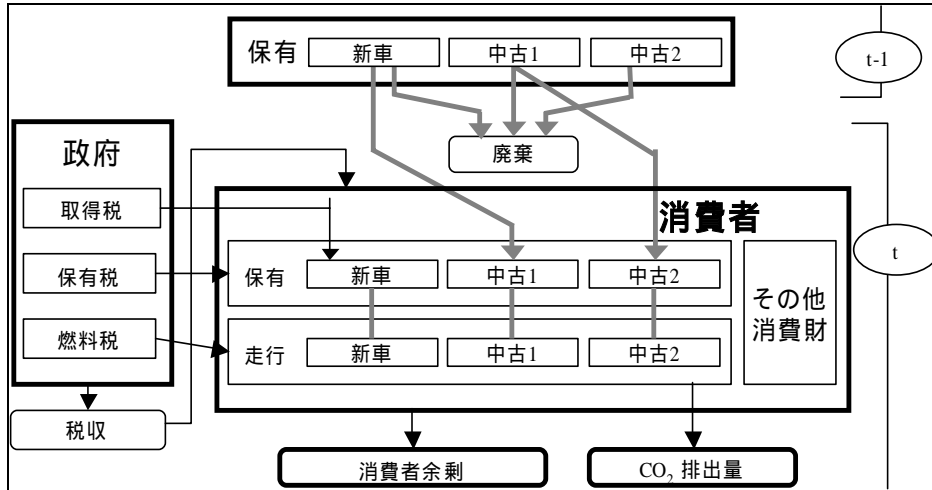 保有
新車
中古1
中古2
t-1
廃棄
政府
取得税
保有税
燃料税
税収
消費者
保有
新車
中古1
中古2
走行
新車
中古1
中古2
その他
消費財
t
消費者余剰
CO₂ 排出量